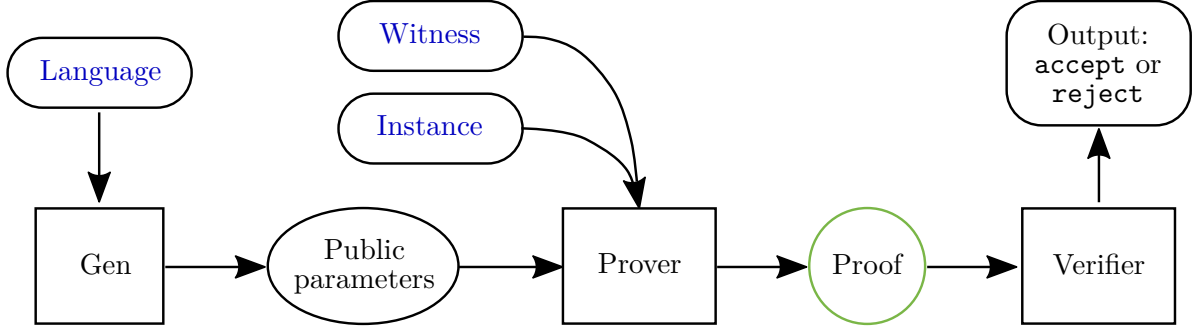 Language
Witness
Instance
Output:
accept or
reject
Gen
Public
parameters
Prover
Proof
Verifier